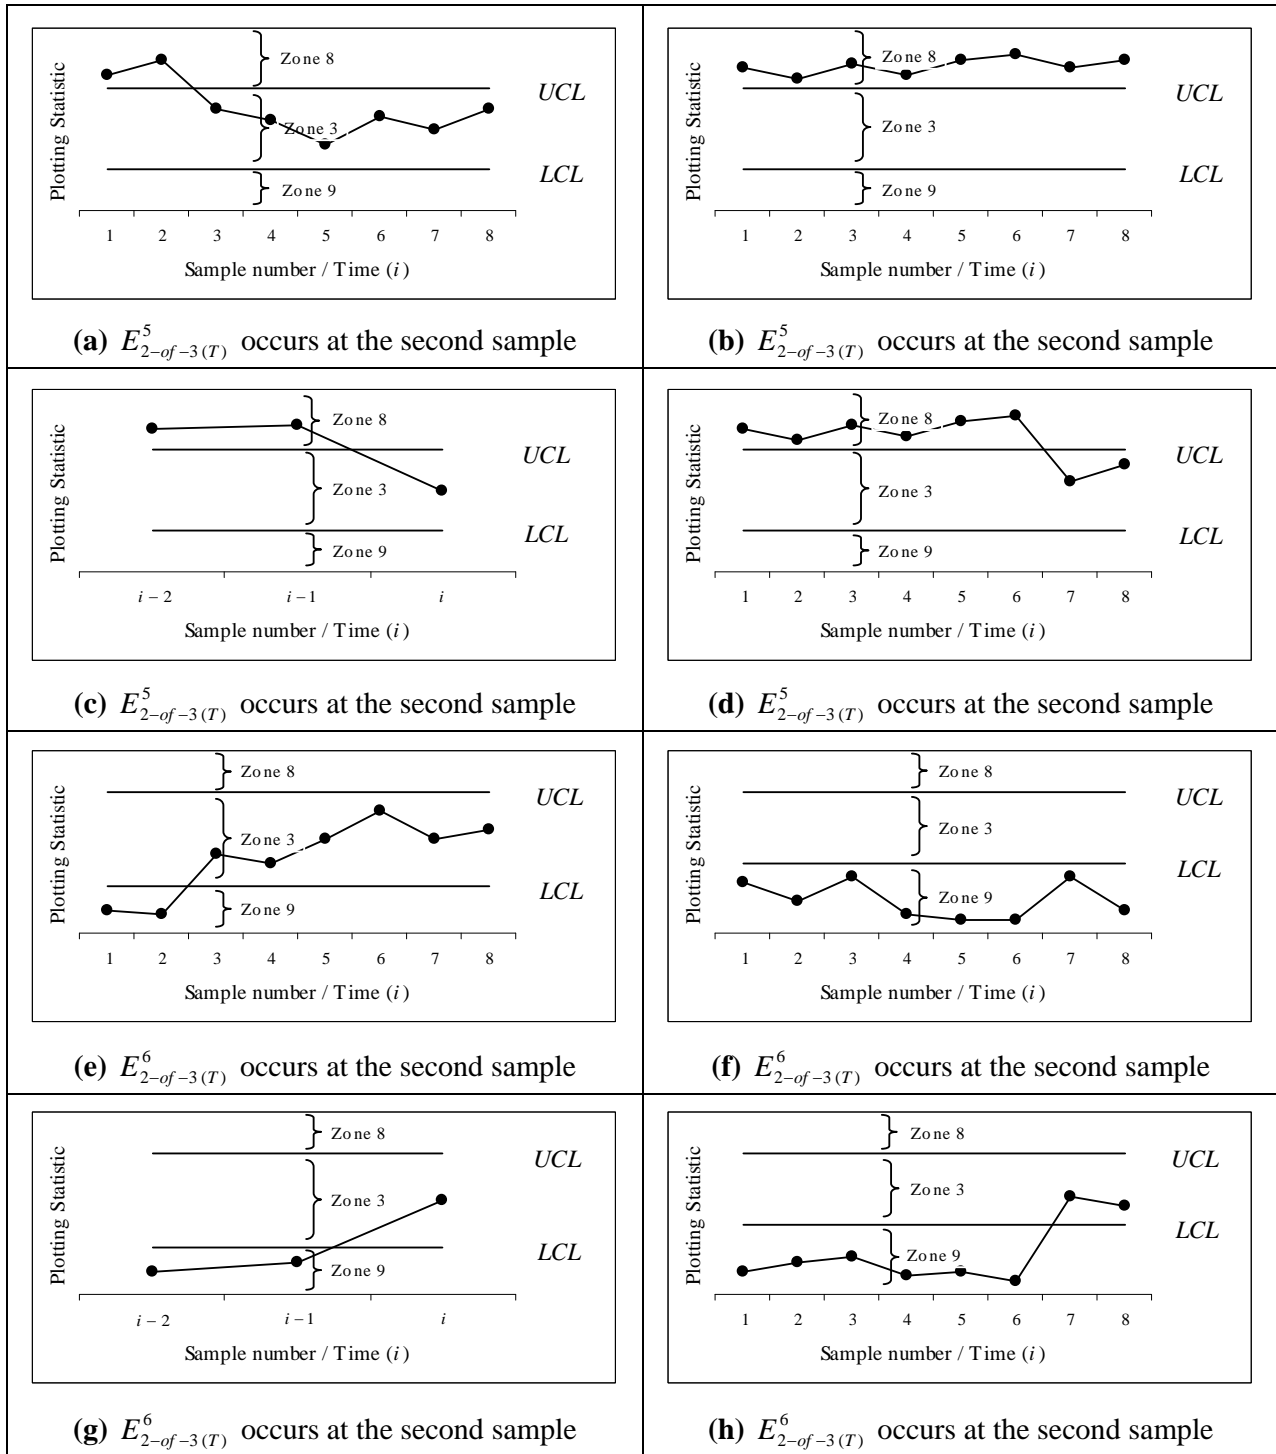 Plotting Statistic
Zone 8
UCL
Zone 3
LCL
Zone 9
1 2 3 4 5 6 7 8
Sample number / Time (i)
(a) E^5_{2-of-3(T)} occurs at the second sample
Plotting Statistic
Zone 8
UCL
Zone 3
LCL
Zone 9
1 2 3 4 5 6 7 8
Sample number / Time (i)
(b) E^5_{2-of-3(T)} occurs at the second sample
Plotting Statistic
Zone 8
UCL
Zone 3
LCL
Zone 9
i – 2 i – 1 i
Sample number / Time (i)
(c) E^5_{2-of-3(T)} occurs at the second sample
Plotting Statistic
Zone 8
UCL
Zone 3
LCL
Zone 9
1 2 3 4 5 6 7 8
Sample number / Time (i)
(d) E^5_{2-of-3(T)} occurs at the second sample
Plotting Statistic
Zone 8
UCL
Zone 3
LCL
Zone 9
1 2 3 4 5 6 7 8
Sample number / Time (i)
(e) E^6_{2-of-3(T)} occurs at the second sample
Plotting Statistic
Zone 8
UCL
Zone 3
LCL
Zone 9
1 2 3 4 5 6 7 8
Sample number / Time (i)
(f) E^6_{2-of-3(T)} occurs at the second sample
Plotting Statistic
Zone 8
UCL
Zone 3
LCL
Zone 9
i – 2 i – 1 i
Sample number / Time (i)
(g) E^6_{2-of-3(T)} occurs at the second sample
Plotting Statistic
Zone 8
UCL
Zone 3
LCL
Zone 9
1 2 3 4 5 6 7 8
Sample number / Time (i)
(h) E^6_{2-of-3(T)} occurs at the second sample